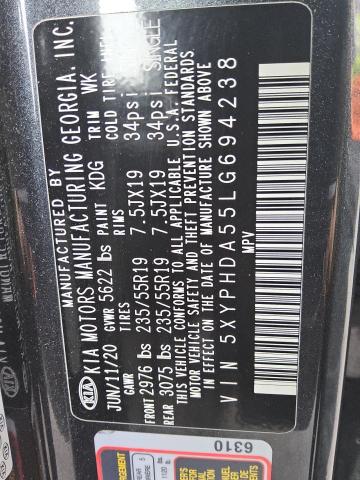 MANUFACTURED BY
KIA KIA MOTORS MANUFACTURING GEORGIA. INC.
JUN/11/20 GVWR 5622 lbs PAINT KDG TRIM WK
GAWR TIRES RIMS COLD TIRE
FRONT 2976 lbs 235/55R19 7.5JX19 34psi
REAR 3075 lbs 235/55R19 7.5JX19 34psi SINGLE
THIS VEHICLE CONFORMS TO ALL APPLICABLE U.S.A. FEDERAL
MOTOR VEHICLE SAFETY AND THEFT PREVENTION STANDARDS
IN EFFECT ON THE DATE OF MANUFACTURE SHOWN ABOVE
VIN 5XYPHDA55LG694238
MPV
6310